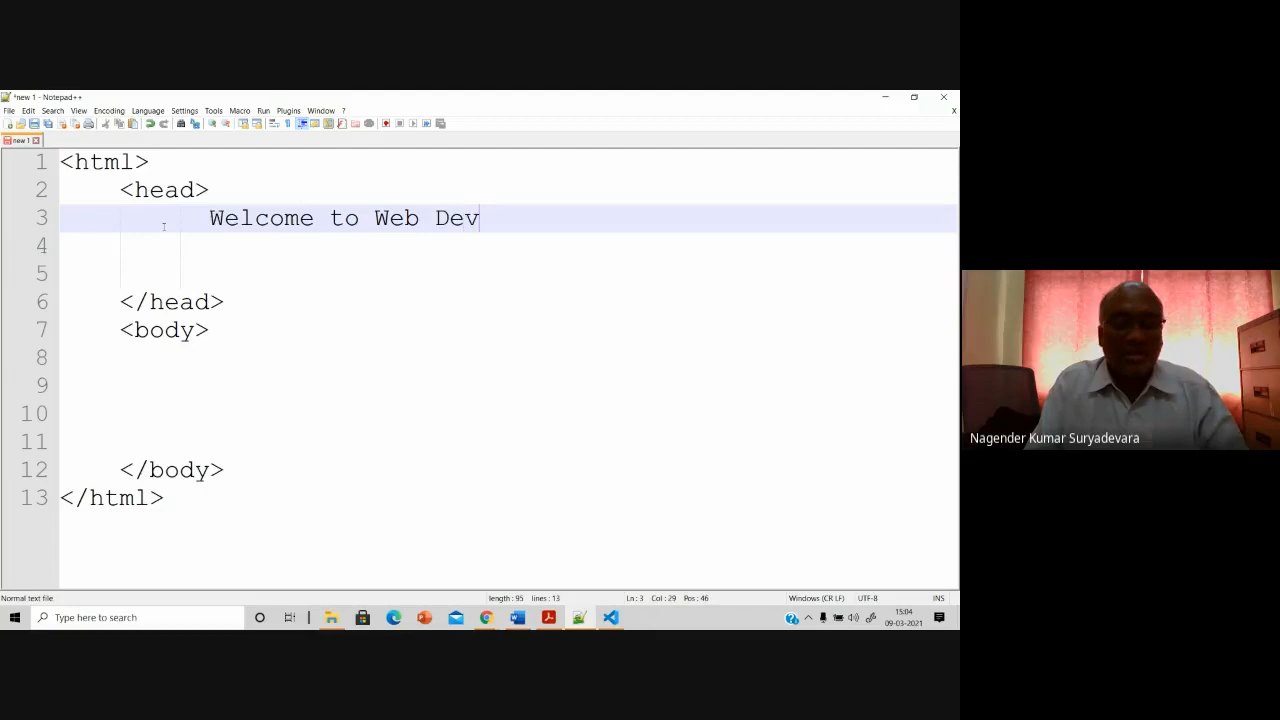 *new 1 - Notepad++
File Edit Search View Encoding Language Settings Tools Macro Run Plugins Window ? X
new 1
1 <html>
2 <head>
3 Welcome to Web Dev
4
5
6 </head>
7 <body>
8
9
10
11
12 </body>
13 </html>
Nagender Kumar Suryadevara
Normal text file length : 95 lines : 13 Ln : 3 Col : 29 Pos : 46 Windows (CR LF) UTF-8 INS
Type here to search
15:04
09-03-2021